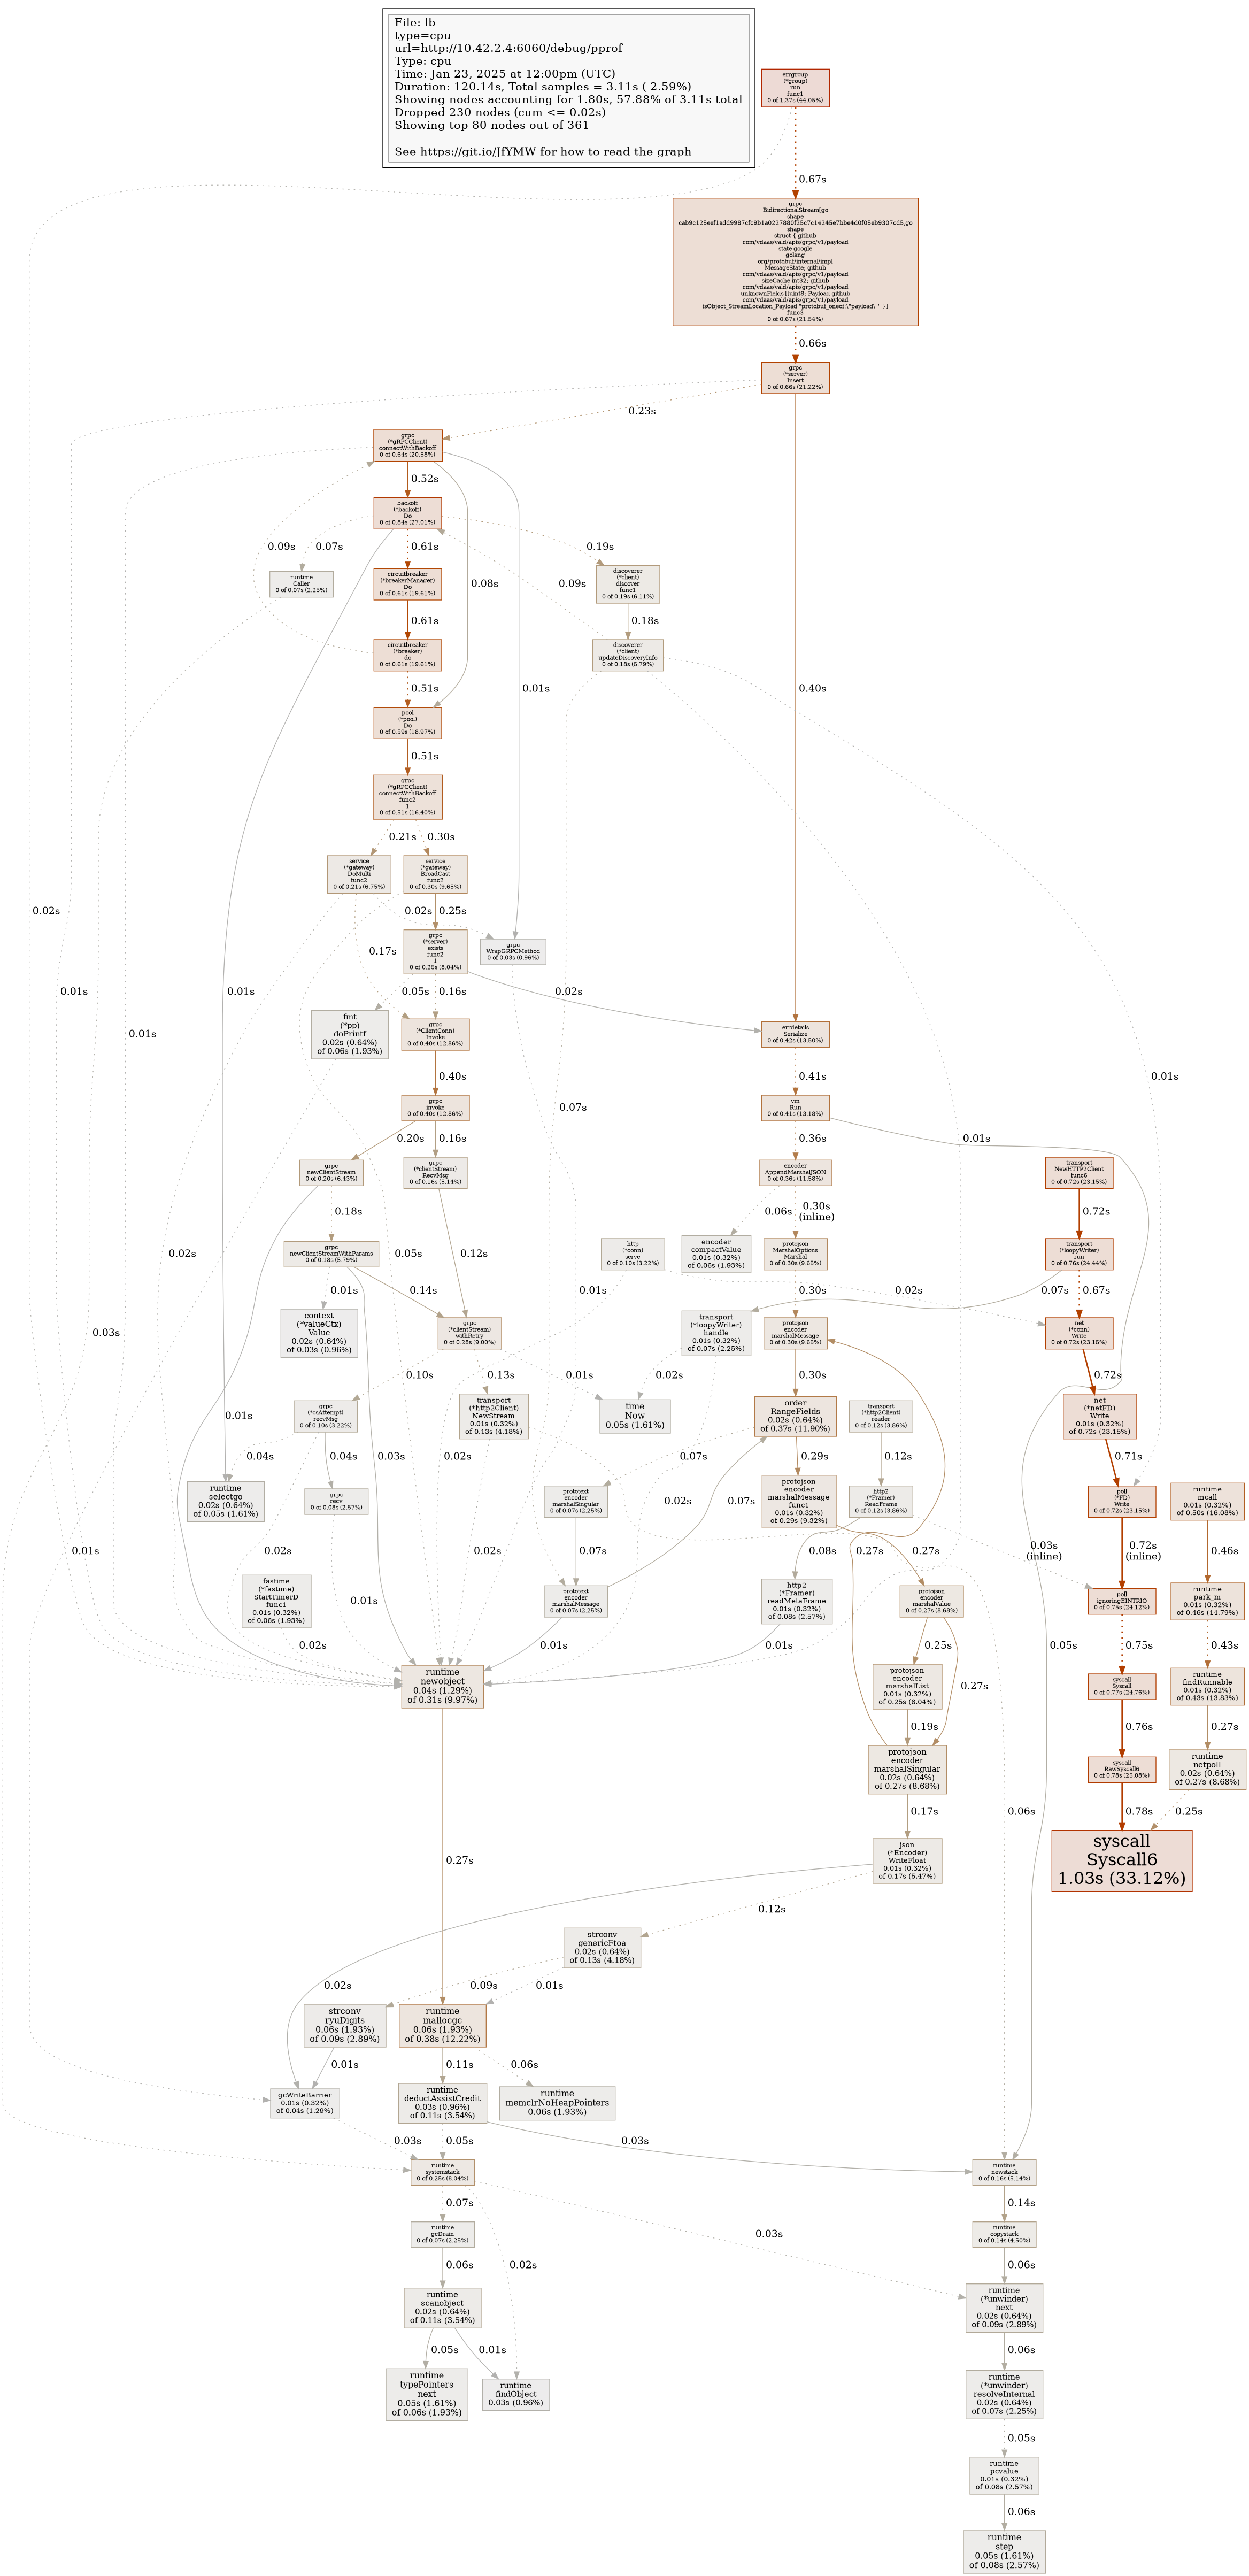 File: lb
type=cpu
url=http://10.42.2.4:6060/debug/pprof
Type: cpu
Time: Jan 23, 2025 at 12:00pm (UTC)
Duration: 120.14s, Total samples = 3.11s ( 2.59%)
Showing nodes accounting for 1.80s, 57.88% of 3.11s total
Dropped 230 nodes (cum <= 0.02s)
Showing top 80 nodes out of 361
See https://git.io/JfYMW for how to read the graph
errgroup
(*group)
run
func1
0 of 1.37s (44.05%)
0.67s
grpc
BidirectionalStream[go
shape
cab9c125eef1add9987cfc9b1a0227880f25c7c14245e7bbe4d0f05eb9307cd5,go
shape
struct { github
com/vdaas/vald/apis/grpc/v1/payload
state google
golang
org/protobuf/internal/impl
MessageState; github
com/vdaas/vald/apis/grpc/v1/payload
sizeCache int32; github
com/vdaas/vald/apis/grpc/v1/payload
unknownFields []uint8; Payload github
com/vdaas/vald/apis/grpc/v1/payload
isObject_StreamLocation_Payload "protobuf_oneof:\"payload\"" }]
func3
0 of 0.67s (21.54%)
0.66s
grpc
(*server)
Insert
0 of 0.66s (21.22%)
0.23s
grpc
(*gRPCClient)
connectWithBackoff
0 of 0.64s (20.58%)
0.52s
backoff
(*backoff)
Do
0 of 0.84s (27.01%)
0.09s
0.07s
0.61s
0.19s
0.08s
0.09s
runtime
Caller
0 of 0.07s (2.25%)
circuitbreaker
(*breakerManager)
Do
0 of 0.61s (19.61%)
discoverer
(*client)
discover
func1
0 of 0.19s (6.11%)
0.61s
0.18s
circuitbreaker
(*breaker)
do
0 of 0.61s (19.61%)
discoverer
(*client)
updateDiscoveryInfo
0 of 0.18s (5.79%)
0.51s
0.01s
0.40s
pool
(*pool)
Do
0 of 0.59s (18.97%)
0.51s
grpc
(*gRPCClient)
connectWithBackoff
func2
1
0 of 0.51s (16.40%)
0.21s
0.30s
service
(*gateway)
DoMulti
func2
0 of 0.21s (6.75%)
service
(*gateway)
BroadCast
func2
0 of 0.30s (9.65%)
0.02s
0.02s
0.25s
grpc
(*server)
exists
func2
1
0 of 0.25s (8.04%)
grpc
WrapGRPCMethod
0 of 0.03s (0.96%)
0.17s
0.01s
0.01s
0.05s
0.16s
0.02s
0.01s
fmt
(*pp)
doPrintf
0.02s (0.64%)
of 0.06s (1.93%)
grpc
(*ClientConn)
Invoke
0 of 0.40s (12.86%)
errdetails
Serialize
0 of 0.42s (13.50%)
0.40s
0.41s
0.01s
0.07s
grpc
invoke
0 of 0.40s (12.86%)
vm
Run
0 of 0.41s (13.18%)
0.20s
0.16s
0.36s
0.01s
grpc
newClientStream
0 of 0.20s (6.43%)
grpc
(*clientStream)
RecvMsg
0 of 0.16s (5.14%)
encoder
AppendMarshalJSON
0 of 0.36s (11.58%)
transport
NewHTTP2Client
func6
0 of 0.72s (23.15%)
0.18s
0.06s
0.30s
(inline)
0.72s
grpc
newClientStreamWithParams
0 of 0.18s (5.79%)
0.02s
0.05s
0.12s
http
(*conn)
serve
0 of 0.10s (3.22%)
encoder
compactValue
0.01s (0.32%)
of 0.06s (1.93%)
protojson
MarshalOptions
Marshal
0 of 0.30s (9.65%)
transport
(*loopyWriter)
run
0 of 0.76s (24.44%)
0.01s
0.14s
0.01s
0.30s
0.02s
0.07s
0.67s
context
(*valueCtx)
Value
0.02s (0.64%)
of 0.03s (0.96%)
grpc
(*clientStream)
withRetry
0 of 0.28s (9.00%)
transport
(*loopyWriter)
handle
0.01s (0.32%)
of 0.07s (2.25%)
protojson
encoder
marshalMessage
0 of 0.30s (9.65%)
net
(*conn)
Write
0 of 0.72s (23.15%)
0.10s
0.13s
0.01s
0.02s
0.30s
0.72s
grpc
(*csAttempt)
recvMsg
0 of 0.10s (3.22%)
transport
(*http2Client)
NewStream
0.01s (0.32%)
of 0.13s (4.18%)
time
Now
0.05s (1.61%)
order
RangeFields
0.02s (0.64%)
of 0.37s (11.90%)
transport
(*http2Client)
reader
0 of 0.12s (3.86%)
net
(*netFD)
Write
0.01s (0.32%)
of 0.72s (23.15%)
0.03s
0.01s
0.04s
0.04s
0.03s
0.02s
0.07s
0.29s
0.12s
0.71s
runtime
selectgo
0.02s (0.64%)
of 0.05s (1.61%)
grpc
recv
0 of 0.08s (2.57%)
prototext
encoder
marshalSingular
0 of 0.07s (2.25%)
0.02s
0.07s
protojson
encoder
marshalMessage
func1
0.01s (0.32%)
of 0.29s (9.32%)
http2
(*Framer)
ReadFrame
0 of 0.12s (3.86%)
poll
(*FD)
Write
0 of 0.72s (23.15%)
runtime
mcall
0.01s (0.32%)
of 0.50s (16.08%)
0.01s
0.02s
0.02s
0.07s
0.08s
0.27s
0.27s
0.03s
(inline)
0.72s
(inline)
0.46s
fastime
(*fastime)
StartTimerD
func1
0.01s (0.32%)
of 0.06s (1.93%)
0.01s
prototext
encoder
marshalMessage
0 of 0.07s (2.25%)
http2
(*Framer)
readMetaFrame
0.01s (0.32%)
of 0.08s (2.57%)
protojson
encoder
marshalValue
0 of 0.27s (8.68%)
poll
ignoringEINTRIO
0 of 0.75s (24.12%)
runtime
park_m
0.01s (0.32%)
of 0.46s (14.79%)
0.02s
0.01s
0.01s
0.25s
0.05s
0.75s
0.43s
runtime
newobject
0.04s (1.29%)
of 0.31s (9.97%)
protojson
encoder
marshalList
0.01s (0.32%)
of 0.25s (8.04%)
0.27s
syscall
Syscall
0 of 0.77s (24.76%)
runtime
findRunnable
0.01s (0.32%)
of 0.43s (13.83%)
0.19s
0.06s
0.76s
0.27s
protojson
encoder
marshalSingular
0.02s (0.64%)
of 0.27s (8.68%)
syscall
RawSyscall6
0 of 0.78s (25.08%)
runtime
netpoll
0.02s (0.64%)
of 0.27s (8.68%)
0.27s
0.17s
0.78s
0.25s
json
(*Encoder)
WriteFloat
0.01s (0.32%)
of 0.17s (5.47%)
syscall
Syscall6
1.03s (33.12%)
0.12s
strconv
genericFtoa
0.02s (0.64%)
of 0.13s (4.18%)
0.02s
0.09s
0.01s
strconv
ryuDigits
0.06s (1.93%)
of 0.09s (2.89%)
runtime
mallocgc
0.06s (1.93%)
of 0.38s (12.22%)
0.01s
0.11s
0.06s
gcWriteBarrier
0.01s (0.32%)
of 0.04s (1.29%)
runtime
deductAssistCredit
0.03s (0.96%)
of 0.11s (3.54%)
runtime
memclrNoHeapPointers
0.06s (1.93%)
0.03s
0.05s
0.03s
runtime
systemstack
0 of 0.25s (8.04%)
runtime
newstack
0 of 0.16s (5.14%)
0.07s
0.14s
runtime
gcDrain
0 of 0.07s (2.25%)
0.03s
runtime
copystack
0 of 0.14s (4.50%)
0.06s
0.02s
0.06s
runtime
scanobject
0.02s (0.64%)
of 0.11s (3.54%)
runtime
(*unwinder)
next
0.02s (0.64%)
of 0.09s (2.89%)
0.05s
0.01s
0.06s
runtime
typePointers
next
0.05s (1.61%)
of 0.06s (1.93%)
runtime
findObject
0.03s (0.96%)
runtime
(*unwinder)
resolveInternal
0.02s (0.64%)
of 0.07s (2.25%)
0.05s
runtime
pcvalue
0.01s (0.32%)
of 0.08s (2.57%)
0.06s
runtime
step
0.05s (1.61%)
of 0.08s (2.57%)